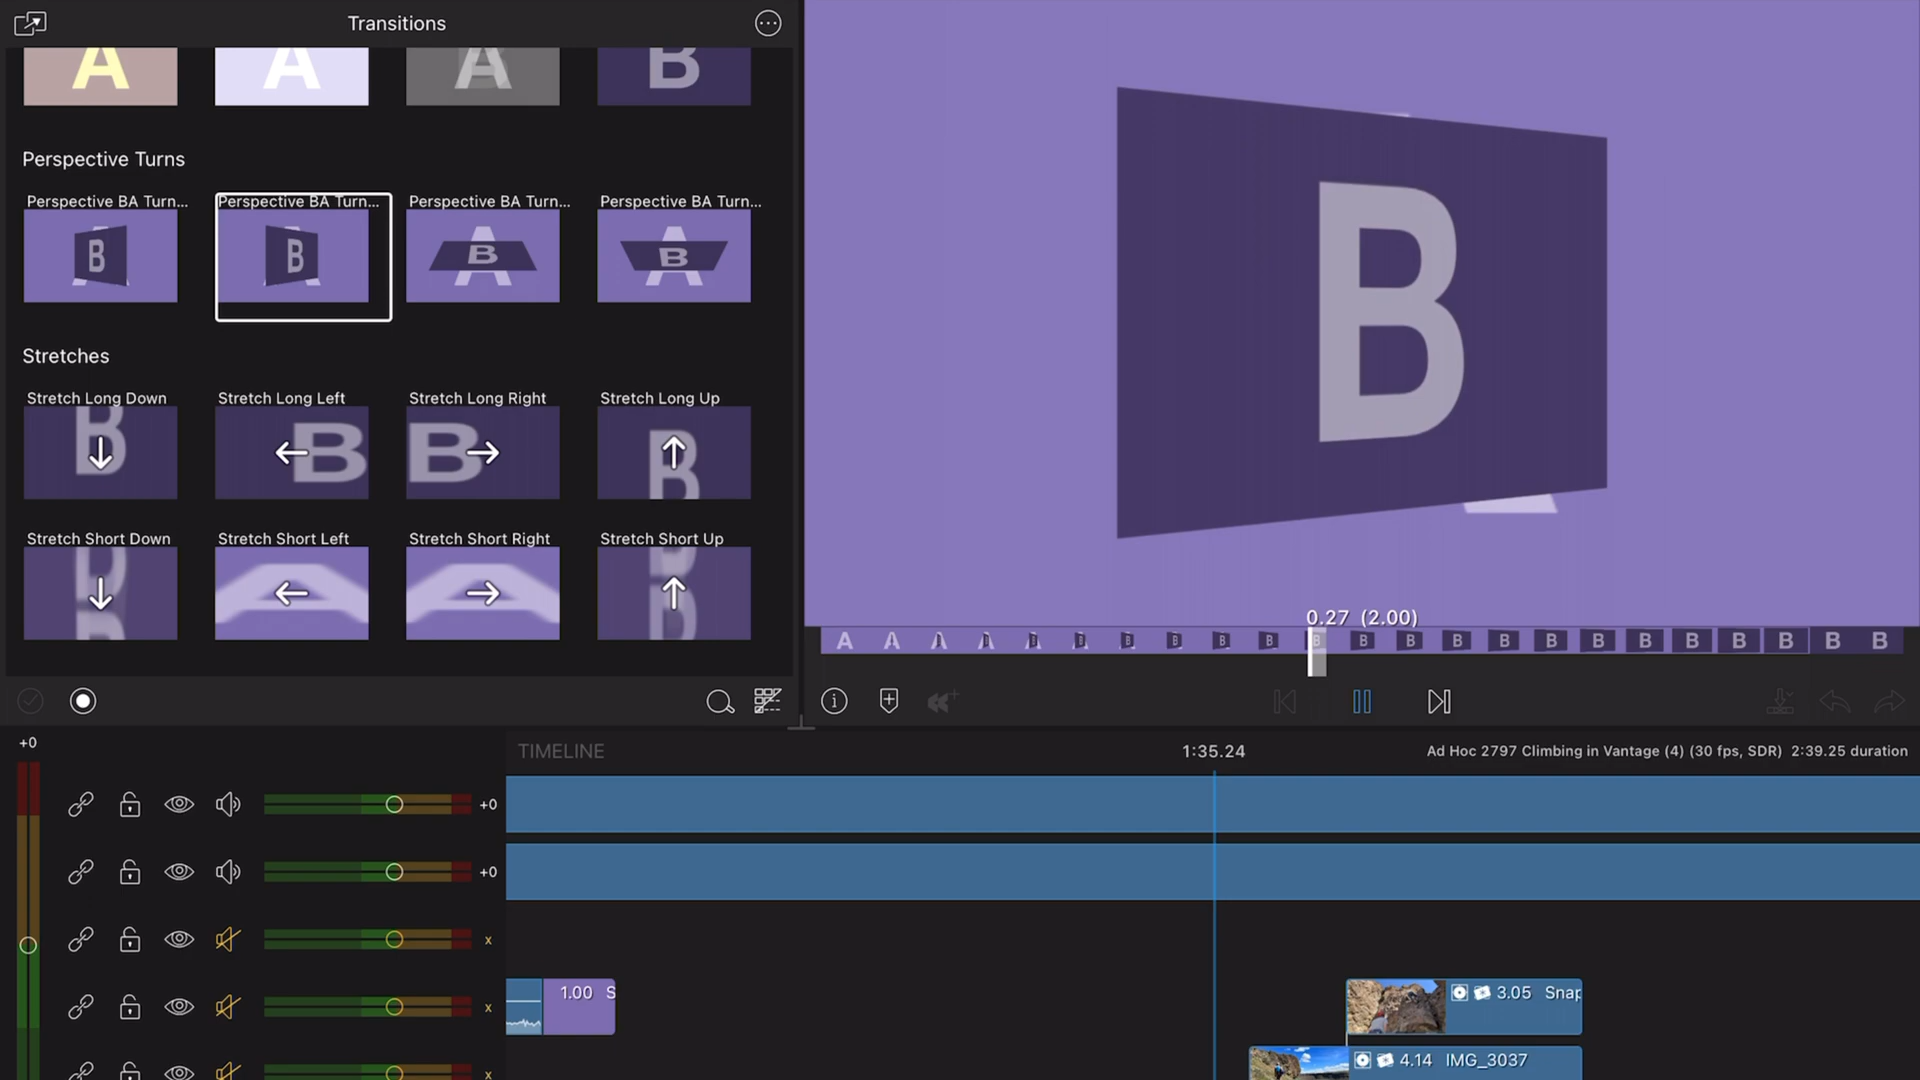 Transitions
A A A B
Perspective Turns
Perspective BA Turn... Perspective BA Turn... Perspective BA Turn... Perspective BA Turn...
B B B B
Stretches
Stretch Long Down Stretch Long Left Stretch Long Right Stretch Long Up
B B B B
Stretch Short Down Stretch Short Left Stretch Short Right Stretch Short Up
B
0.27 (2.00)
A A A A A A B B B B B B B B B B B B B B B B B
+0
TIMELINE
1:35.24
Ad Hoc 2797 Climbing in Vantage (4) (30 fps, SDR) 2:39.25 duration
+0
+0
x
x
1.00 S
3.05 Snap
x
4.14 IMG_3037